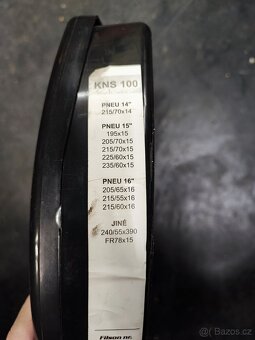 KNS 100
PNEU 14"
215/70x14
PNEU 15"
195x15
205/70x15
215/70x15
225/60x15
235/60x15
PNEU 16"
205/65x16
215/55x16
215/60x16
JINÉ
240/55x390
FR78x15
Sbazar.cz